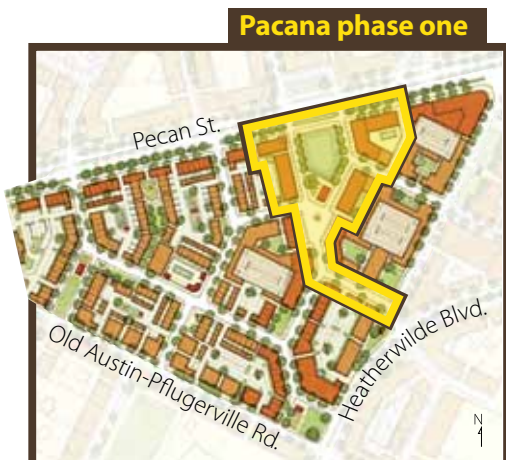 Pacana phase one
Pecan St.
Old Austin-Pflugerville Rd.
Heatherwilde Blvd.
N